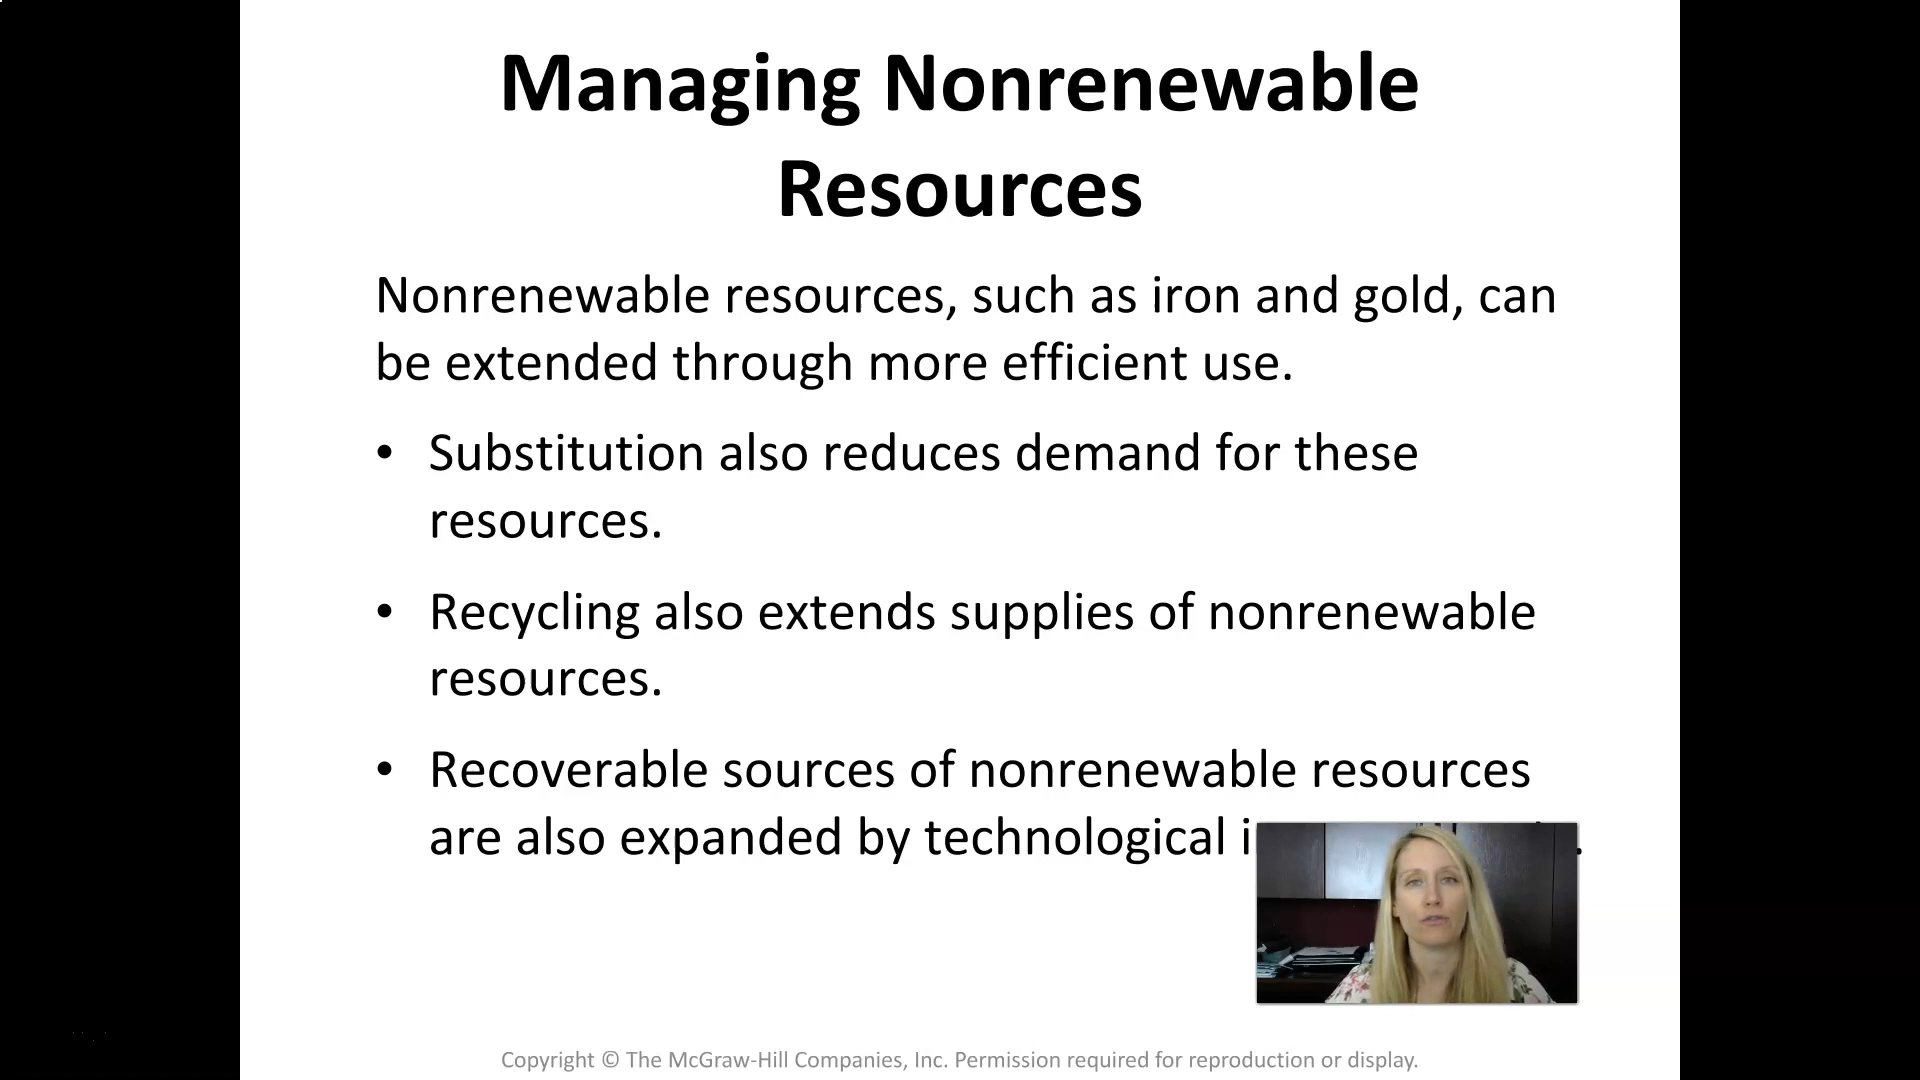 Managing Nonrenewable
Resources
Nonrenewable resources, such as iron and gold, can
be extended through more efficient use.
• Substitution also reduces demand for these
resources.
• Recycling also extends supplies of nonrenewable
resources.
• Recoverable sources of nonrenewable resources
are also expanded by technological
Copyright © The McGraw-Hill Companies, Inc. Permission required for reproduction or display.